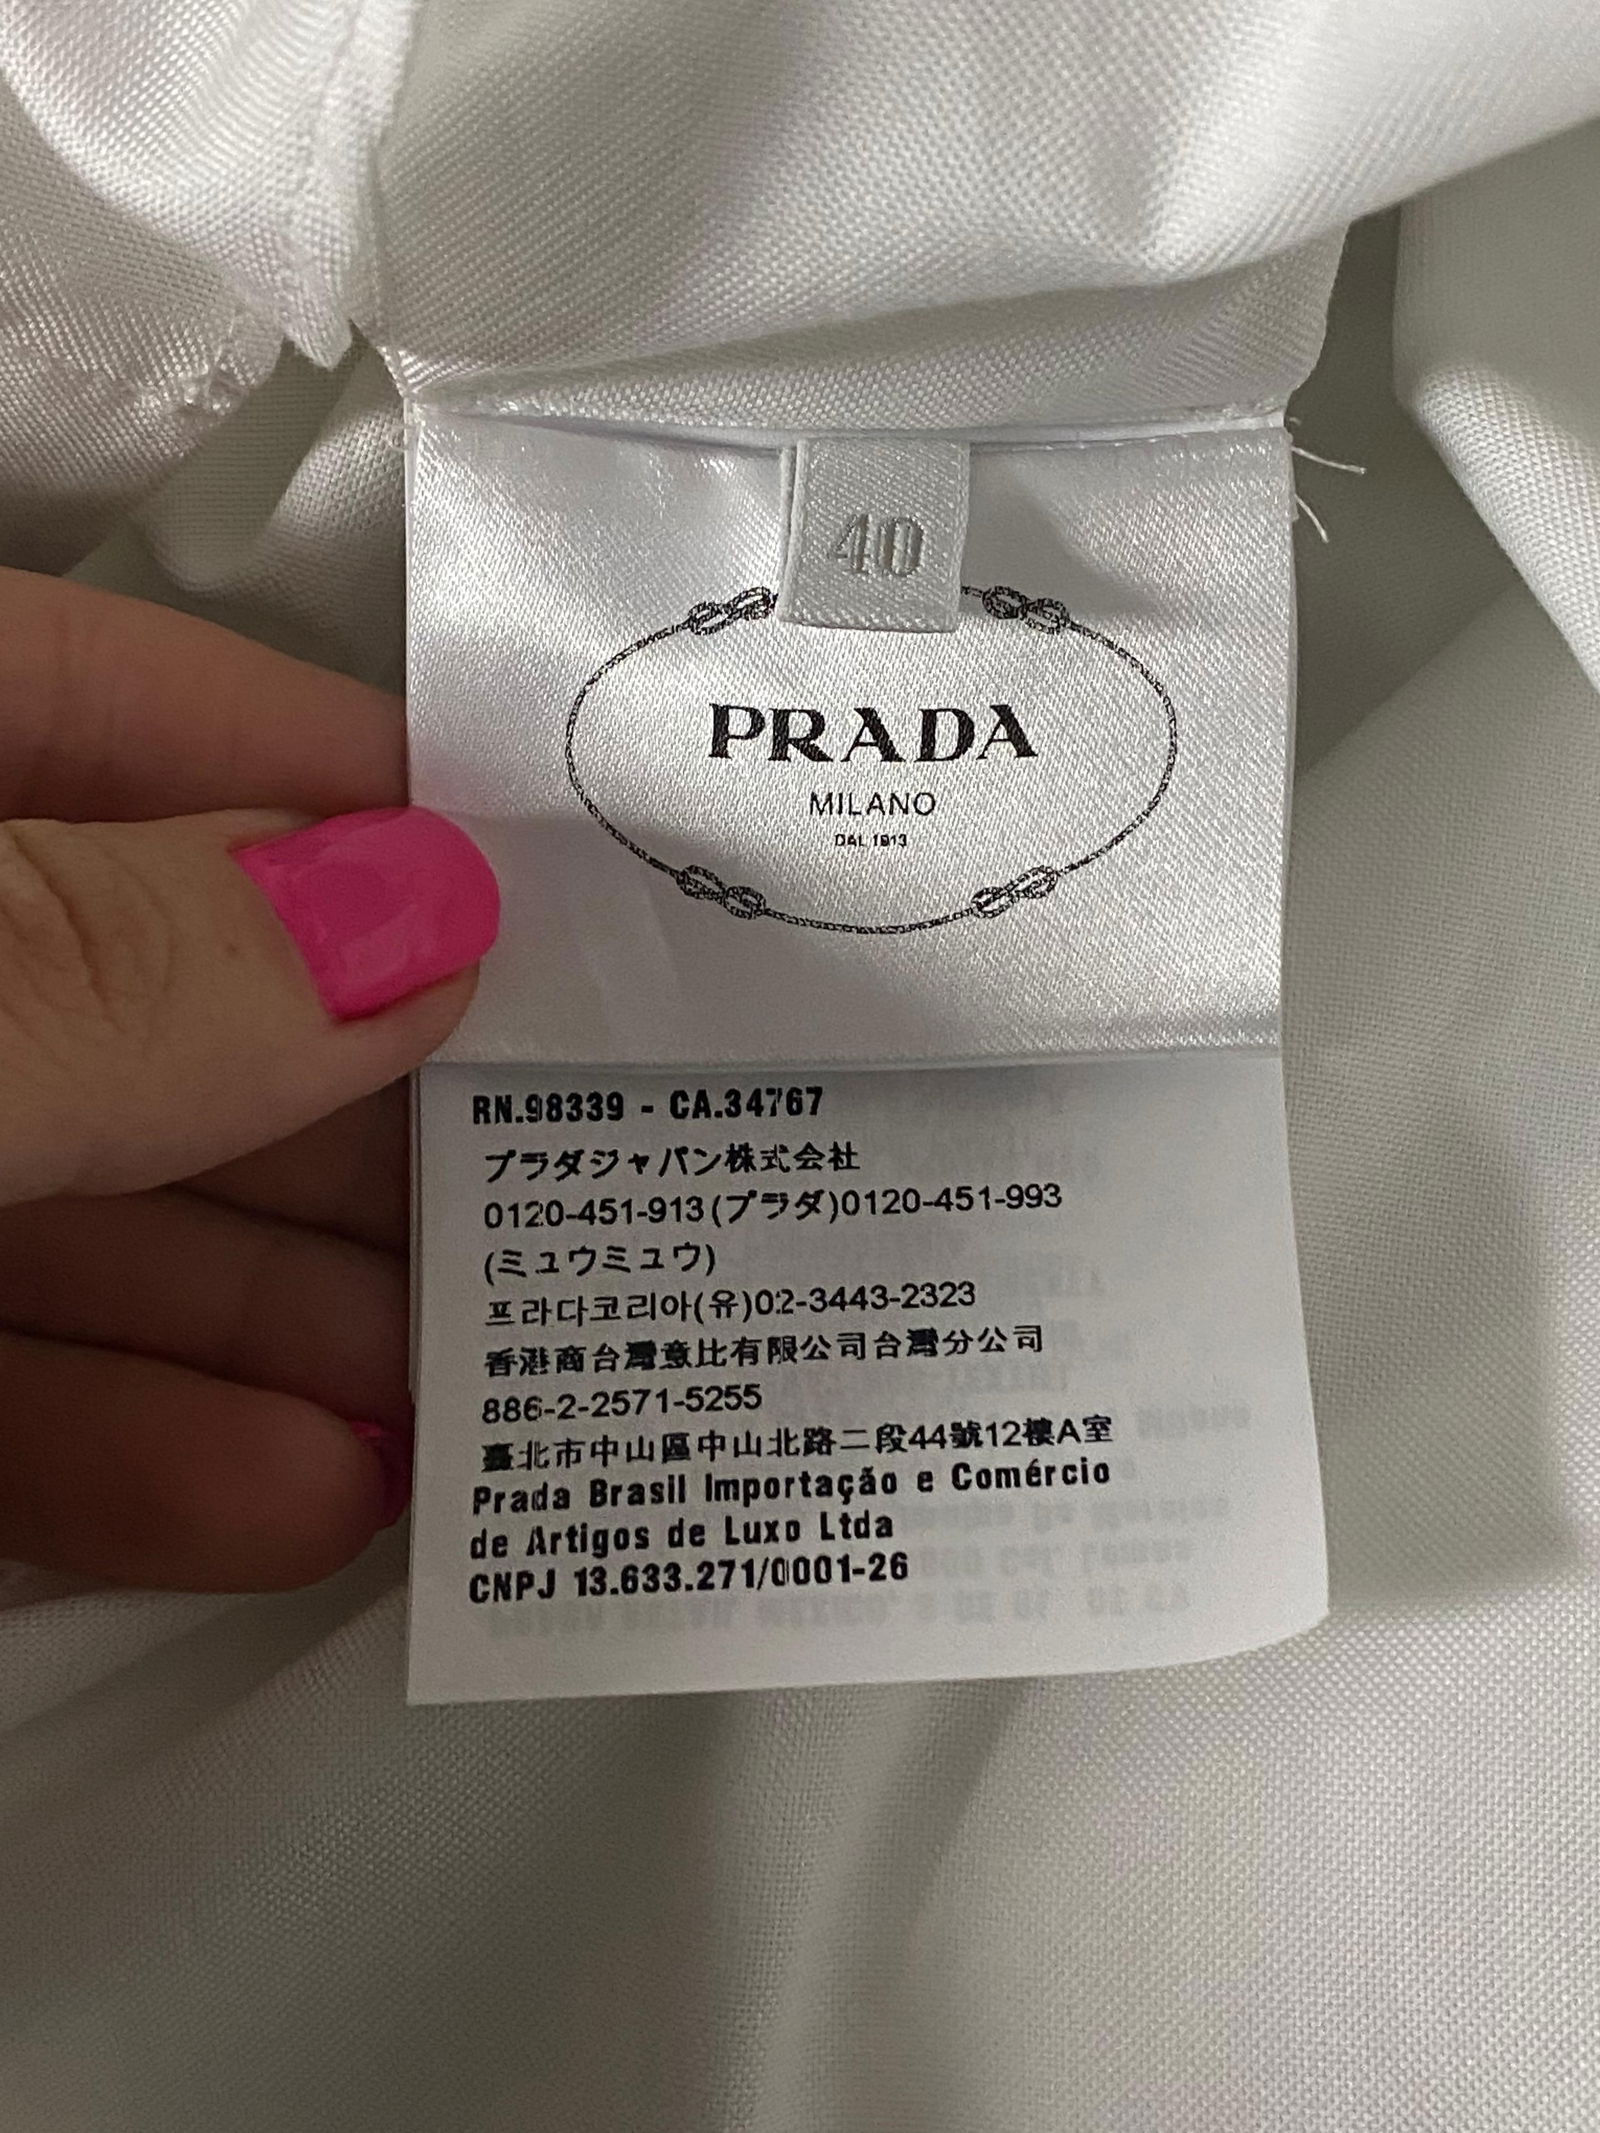 40
PRADA
MILANO
DAL 1913
RN.98339 - CA.34767
プラダジャパン株式会社
0120-451-913(プラダ)0120-451-993
(ミュウミュウ)
프라다코리아(유)02-3443-2323
香港商台灣意比有限公司台灣分公司
886-2-2571-5255
臺北市中山區中山北路二段44號12樓A室
Prada Brasil Importação e Comércio
de Artigos de Luxo Ltda
CNPJ 13.633.271/0001-26